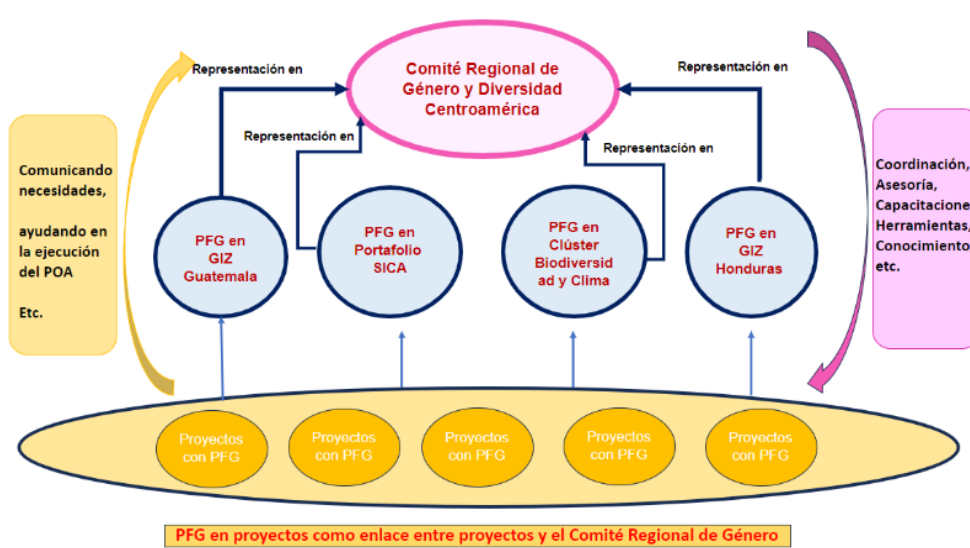 Representación en
Comité Regional de
Género y Diversidad
Centroamérica
Representación en
Representación en
Representación en
Comunicando
necesidades,
ayudando en
la ejecución
del POA
Etc.
PFG en
GIZ
Guatemala
PFG en
Portafolio
SICA
PFG en
Clúster
Biodiversid
ad y Clima
PFG en
GIZ
Honduras
Coordinación,
Asesoría,
Capacitacione
Herramientas,
Conocimiento
etc.
Proyectos
con PFG
Proyectos
con PFG
Proyectos
con PFG
Proyectos
con PFG
Proyectos
con PFG
PFG en proyectos como enlace entre proyectos y el Comité Regional de Género